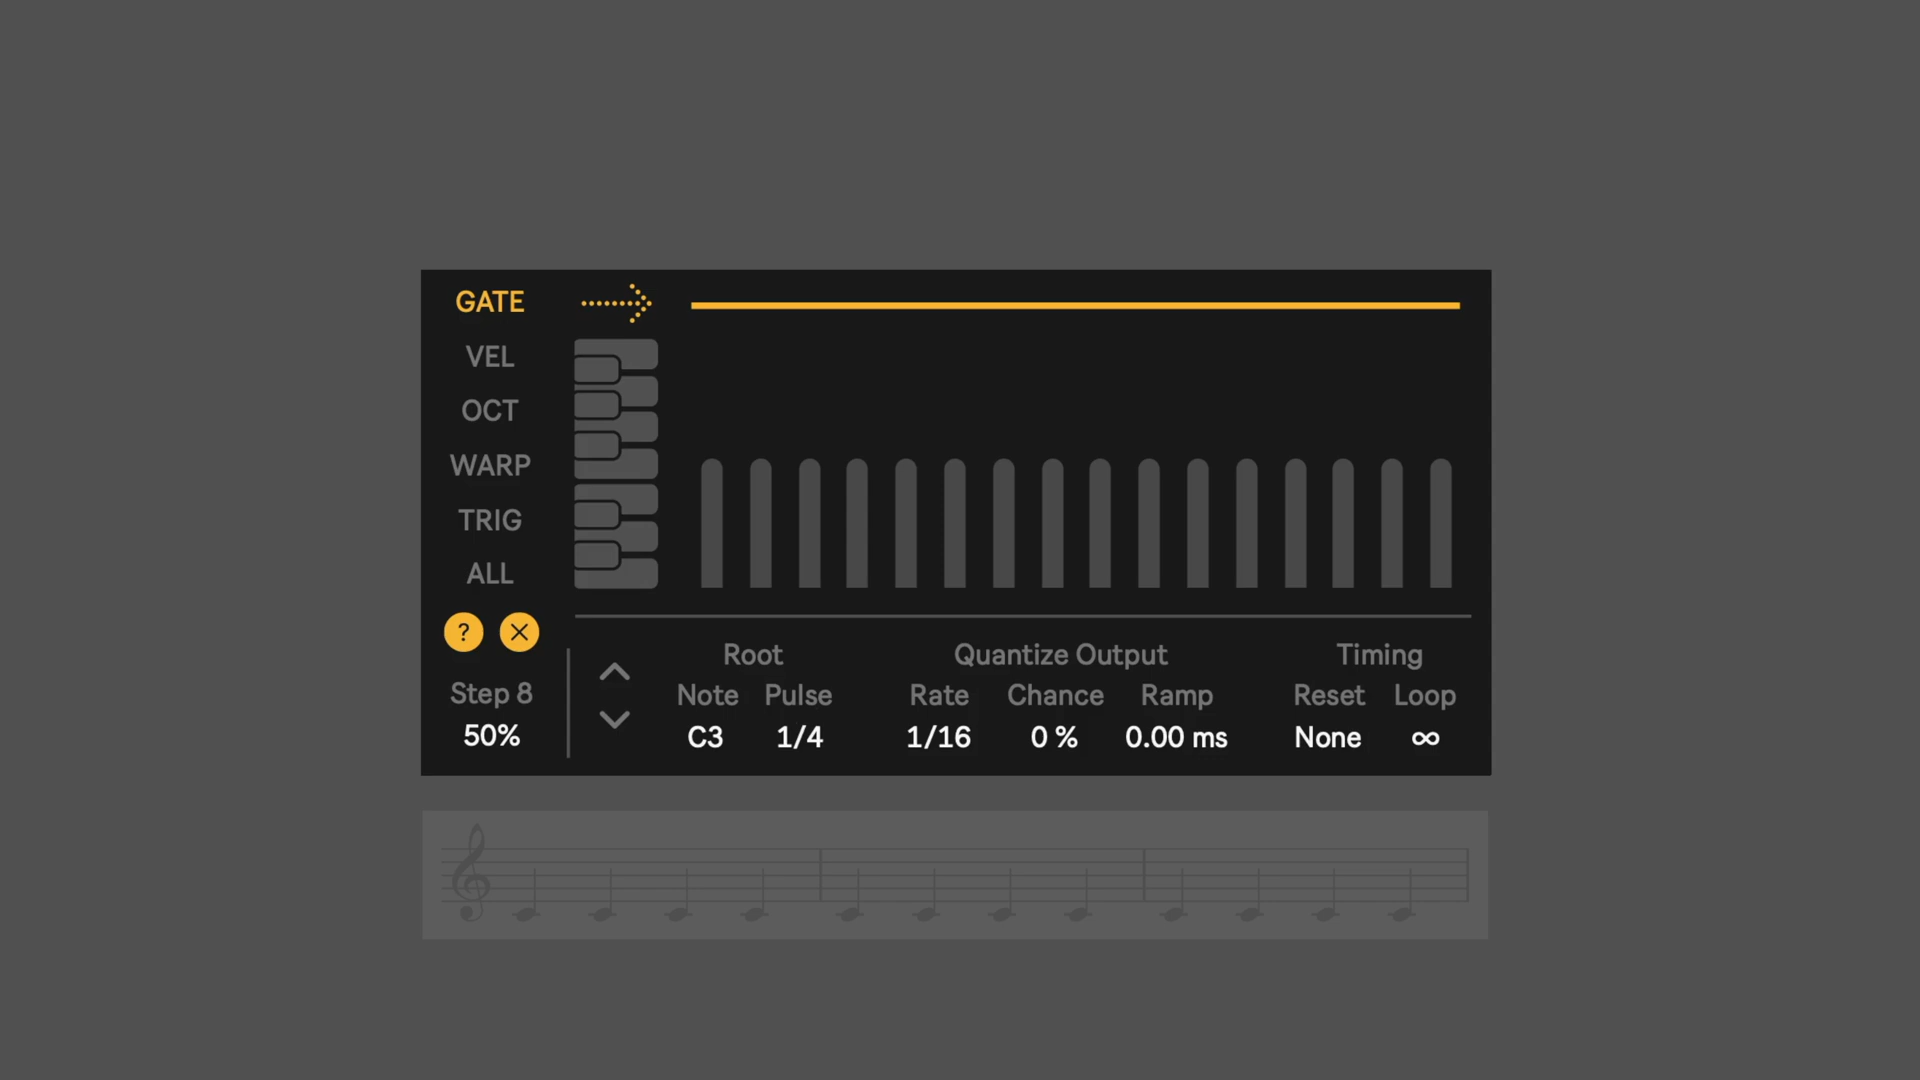 GATE
VEL
OCT
WARP
TRIG
ALL
?
Step 8
50%
Root
Note Pulse
C3 1/4
Quantize Output
Rate Chance Ramp
1/16 0 % 0.00 ms
Timing
Reset Loop
None ∞